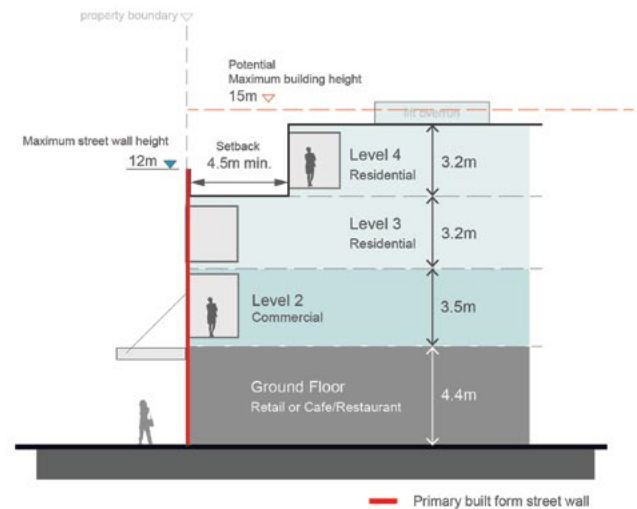 property boundary
Potential
Maximum building height
15m
lift overrun
Maximum street wall height
12m
Setback
4.5m min.
Level 4
Residential
3.2m
Level 3
Residential
3.2m
Level 2
Commercial
3.5m
Ground Floor
Retail or Cafe/Restaurant
4.4m
Primary built form street wall